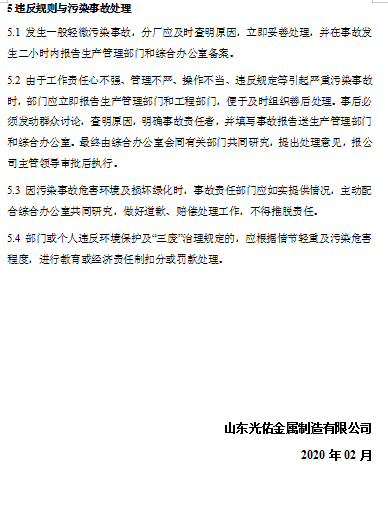 5 违反规则与污染事故处理
5.1 发生一般轻微污染事故，分厂应及时查明原因，立即妥善处理，并在事故发
生二小时内报告生产管理部门和综合办公室备案。
5.2 由于工作责任心不强、管理不严、操作不当、违反规定等引起严重污染事故
时，部门应立即报告生产管理部门和工程部门，便于及时组织善后处理。事后必
须发动群众讨论，查明原因，明确事故责任者，并填写事故报告送生产管理部门
和综合办公室。最终由综合办公室会同有关部门共同研究，提出处理意见，报公
司主管领导审批后执行。
5.3 因污染事故危害环境及损坏绿化时，事故责任部门应如实提供情况，主动配
合综合办公室共同研究，做好道歉、赔偿处理工作，不得推脱责任。
5.4 部门或个人违反环境保护及“三废”治理规定的，应根据情节轻重及污染危害
程度，进行教育或经济责任制扣分或罚款处理。
山东光佑金属制造有限公司
2020 年 02 月